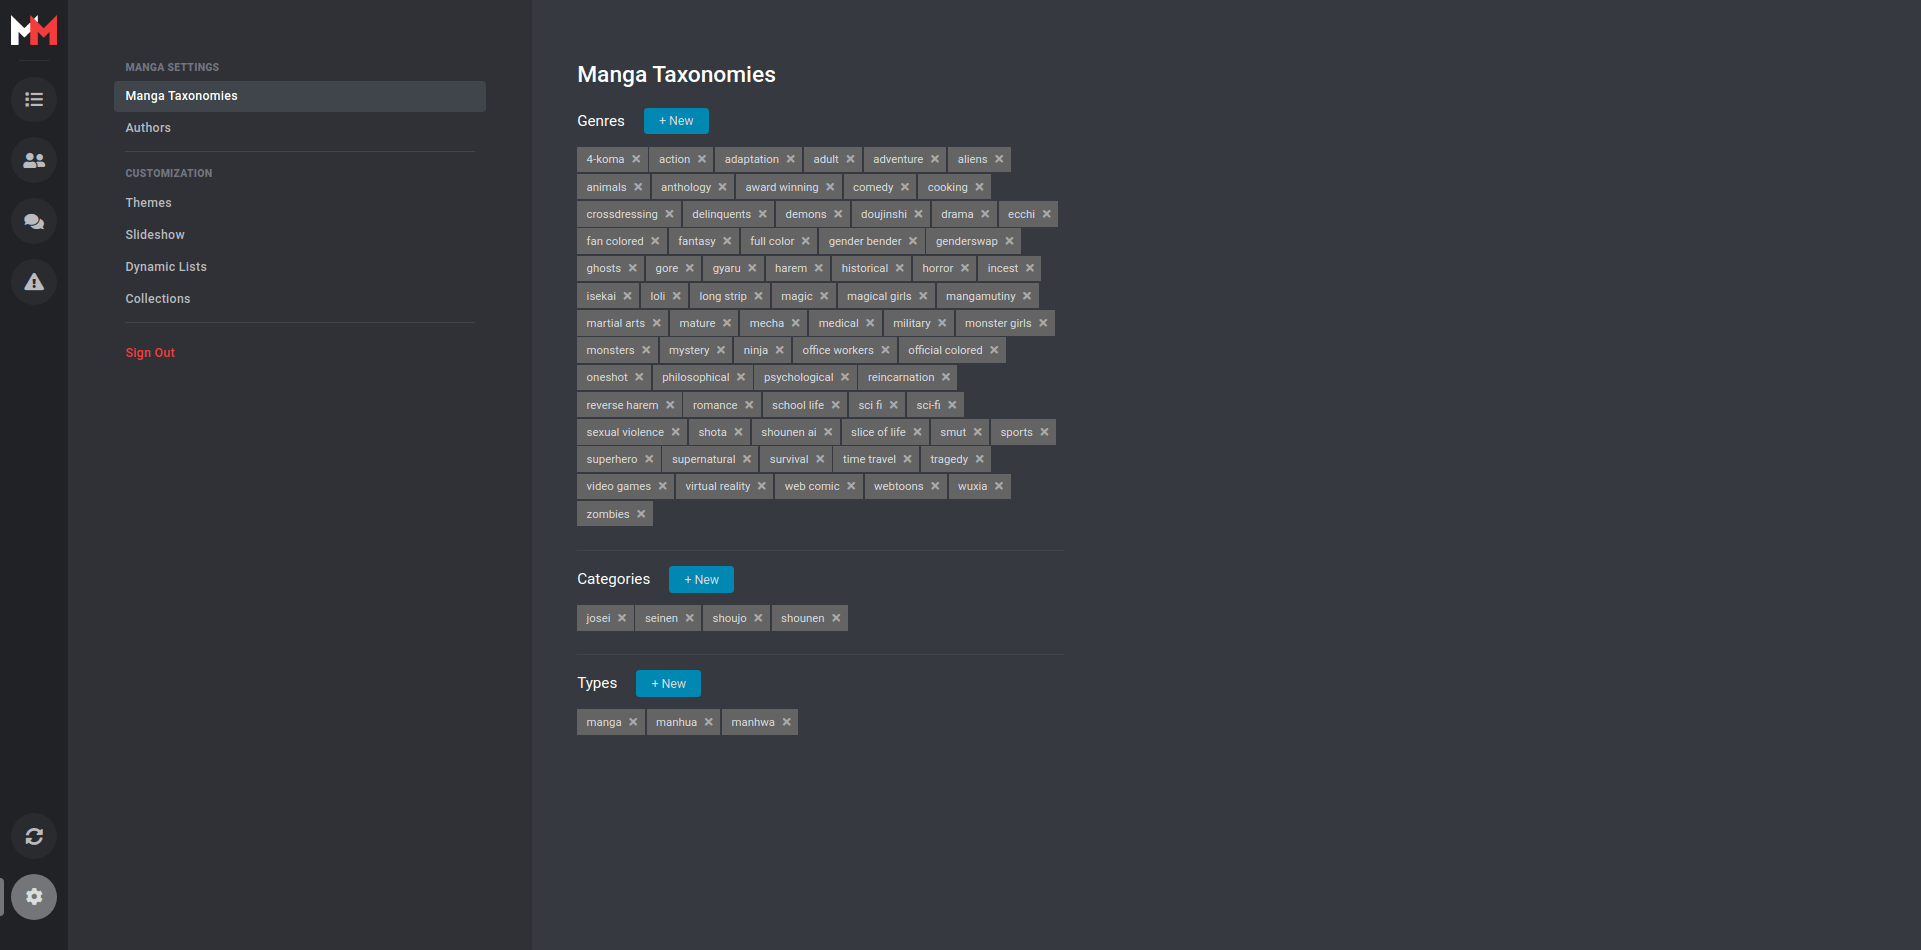 MM
MANGA SETTINGS
Manga Taxonomies
Authors
CUSTOMIZATION
Themes
Slideshow
Dynamic Lists
Collections
Sign Out
Manga Taxonomies
Genres + New
4-koma × action × adaptation × adult × adventure × aliens ×
animals × anthology × award winning × comedy × cooking ×
crossdressing × delinquents × demons × doujinshi × drama × ecchi ×
fan colored × fantasy × full color × gender bender × genderswap ×
ghosts × gore × gyaru × harem × historical × horror × incest ×
isekai × loli × long strip × magic × magical girls × mangamutiny ×
martial arts × mature × mecha × medical × military × monster girls ×
monsters × mystery × ninja × office workers × official colored ×
oneshot × philosophical × psychological × reincarnation ×
reverse harem × romance × school life × sci fi × sci-fi ×
sexual violence × shota × shounen ai × slice of life × smut × sports ×
superhero × supernatural × survival × time travel × tragedy ×
video games × virtual reality × web comic × webtoons × wuxia ×
zombies ×
Categories + New
josei × seinen × shoujo × shounen ×
Types + New
manga × manhua × manhwa ×